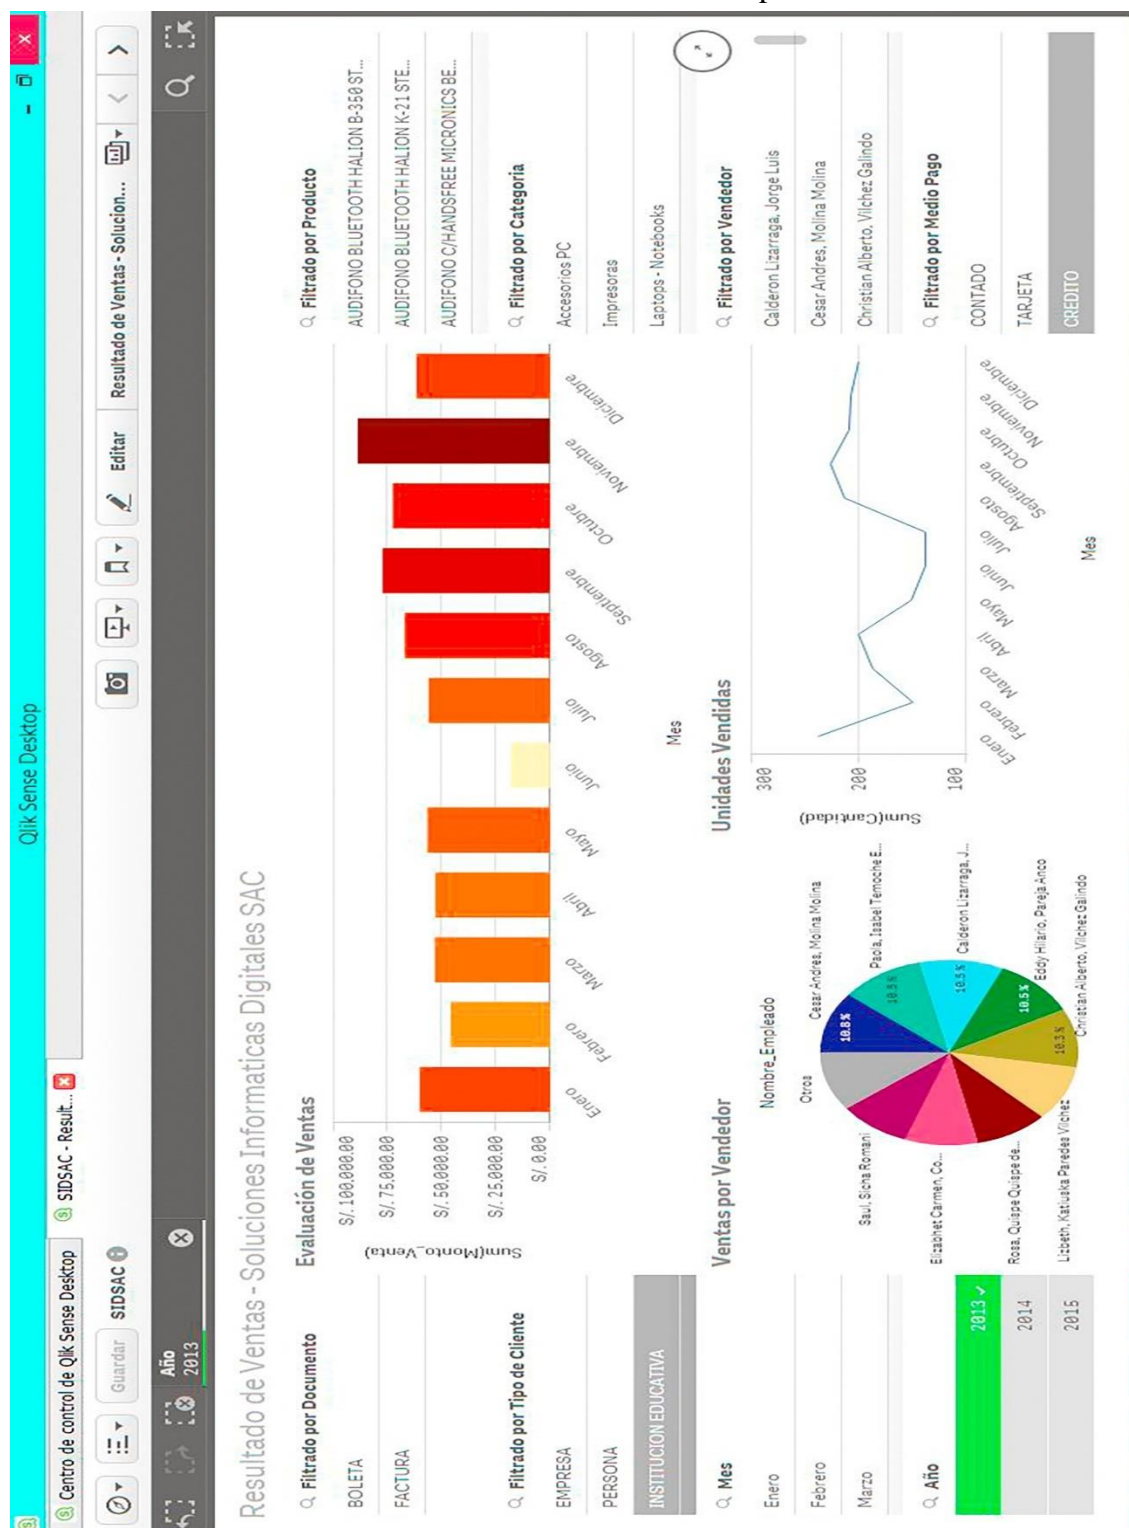 Qlik Sense Desktop
Centro de control de Qlik Sense Desktop
SIDSAC - Result...
Guardar
SIDSAC
Editar
Resultado de Ventas - Solucion...
Año
2013
Resultado de Ventas - Soluciones Informaticas Digitales SAC
Filtrado por Documento
BOLETA
FACTURA
Filtrado por Tipo de Cliente
EMPRESA
PERSONA
INSTITUCION EDUCATIVA
Mes
Enero
Febrero
Marzo
Año
2013
2014
2015
Evaluación de Ventas
Sum(Monto_Venta)
S/. 100,000.00
S/. 75,000.00
S/. 50,000.00
S/. 25,000.00
S/. 0.00
Enero
Febrero
Marzo
Abril
Mayo
Junio
Julio
Agosto
Septiembre
Octubre
Noviembre
Diciembre
Mes
Ventas por Vendedor
Nombre_Empleado
Otros
Cesar Andres, Molina Molina
10.8%
Paola, Isabel Temoche E...
10.5%
Calderon Lizarraga, J...
10.5%
Eddy Hilario, Pareja Anco
10.5%
Christian Alberto, Vilchez Galindo
10.3%
Lizbeth, Katiuska Paredes Vilchez
Rosa, Quispe Quispe de...
Elizabhet Carmen, Co...
Saul, Sicha Romani
Unidades Vendidas
Sum(Cantidad)
300
200
100
Enero
Febrero
Marzo
Abril
Mayo
Junio
Julio
Agosto
Septiembre
Octubre
Noviembre
Diciembre
Mes
Filtrado por Producto
AUDIFONO BLUETOOTH HALION B-350 ST...
AUDIFONO BLUETOOTH HALION K-21 STE...
AUDIFONO C/HANDSFREE MICRONICS BE...
Filtrado por Categoria
Accesorios PC
Impresoras
Laptops - Notebooks
Filtrado por Vendedor
Calderon Lizarraga, Jorge Luis
Cesar Andres, Molina Molina
Christian Alberto, Vilchez Galindo
Filtrado por Medio Pago
CONTADO
TARJETA
CREDITO